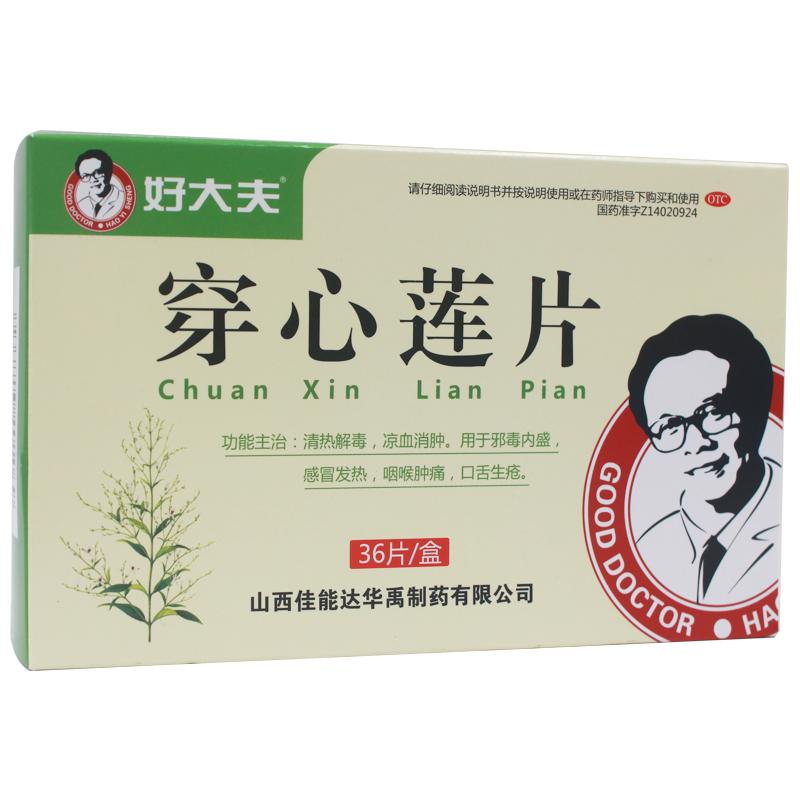 好大夫®
GOOD DOCTOR • HAO YI SHENG
请仔细阅读说明书并按说明使用或在药师指导下购买和使用
国药准字Z14020924
OTC
穿心莲片
Chuan Xin Lian Pian
功能主治：清热解毒，凉血消肿。用于邪毒内盛，
感冒发热，咽喉肿痛，口舌生疮。
36片/盒
山西佳能达华禹制药有限公司
GOOD DOCTOR • HAO